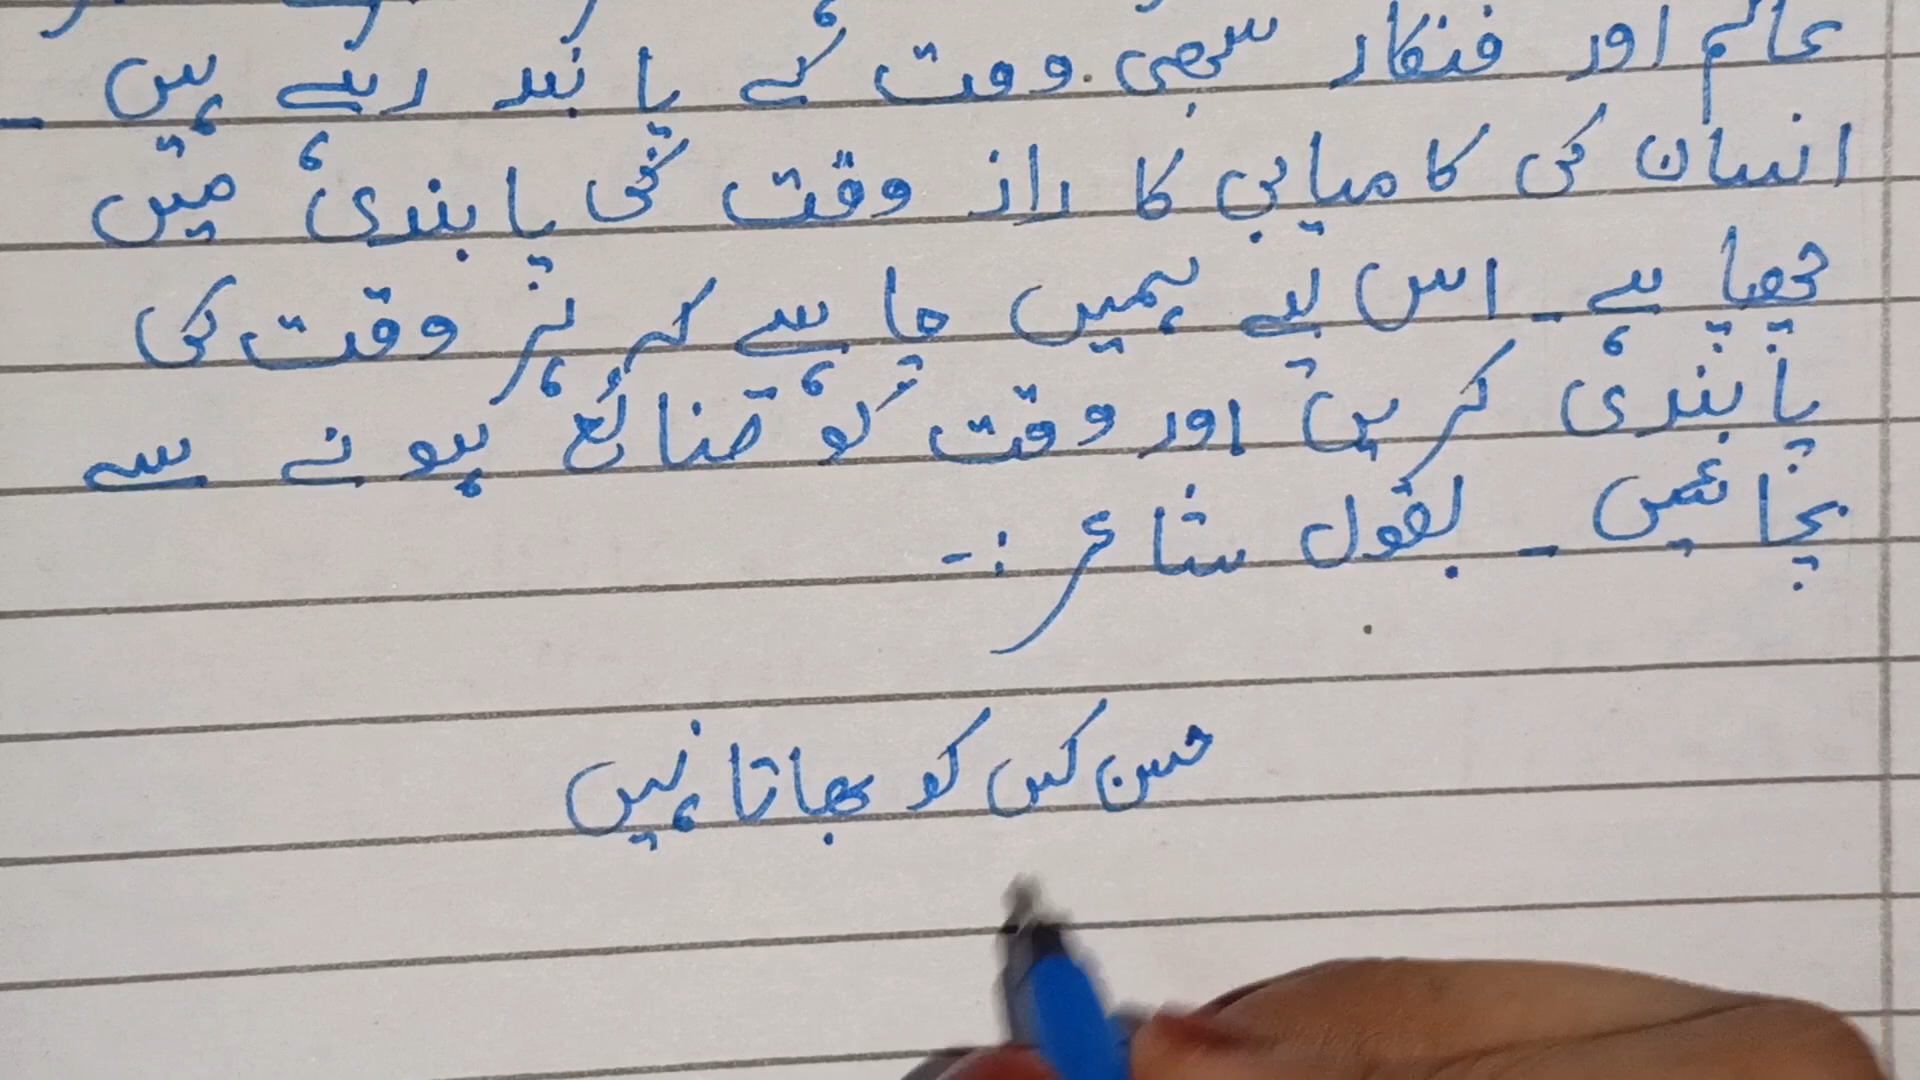 عالم اور فنکار سبھی وقت کے پابند رہے ہیں ۔
انسان کی کامیابی کا راز وقت کی پابندی میں
چھپا ہے ۔ اس لیے ہمیں چاہیے کہ ہر وقت کی
پابندی کریں اور وقت کو ضائع ہونے سے
بچائیں ۔ بقول شاعر :-
حسن کس کو بھاتا نہیں